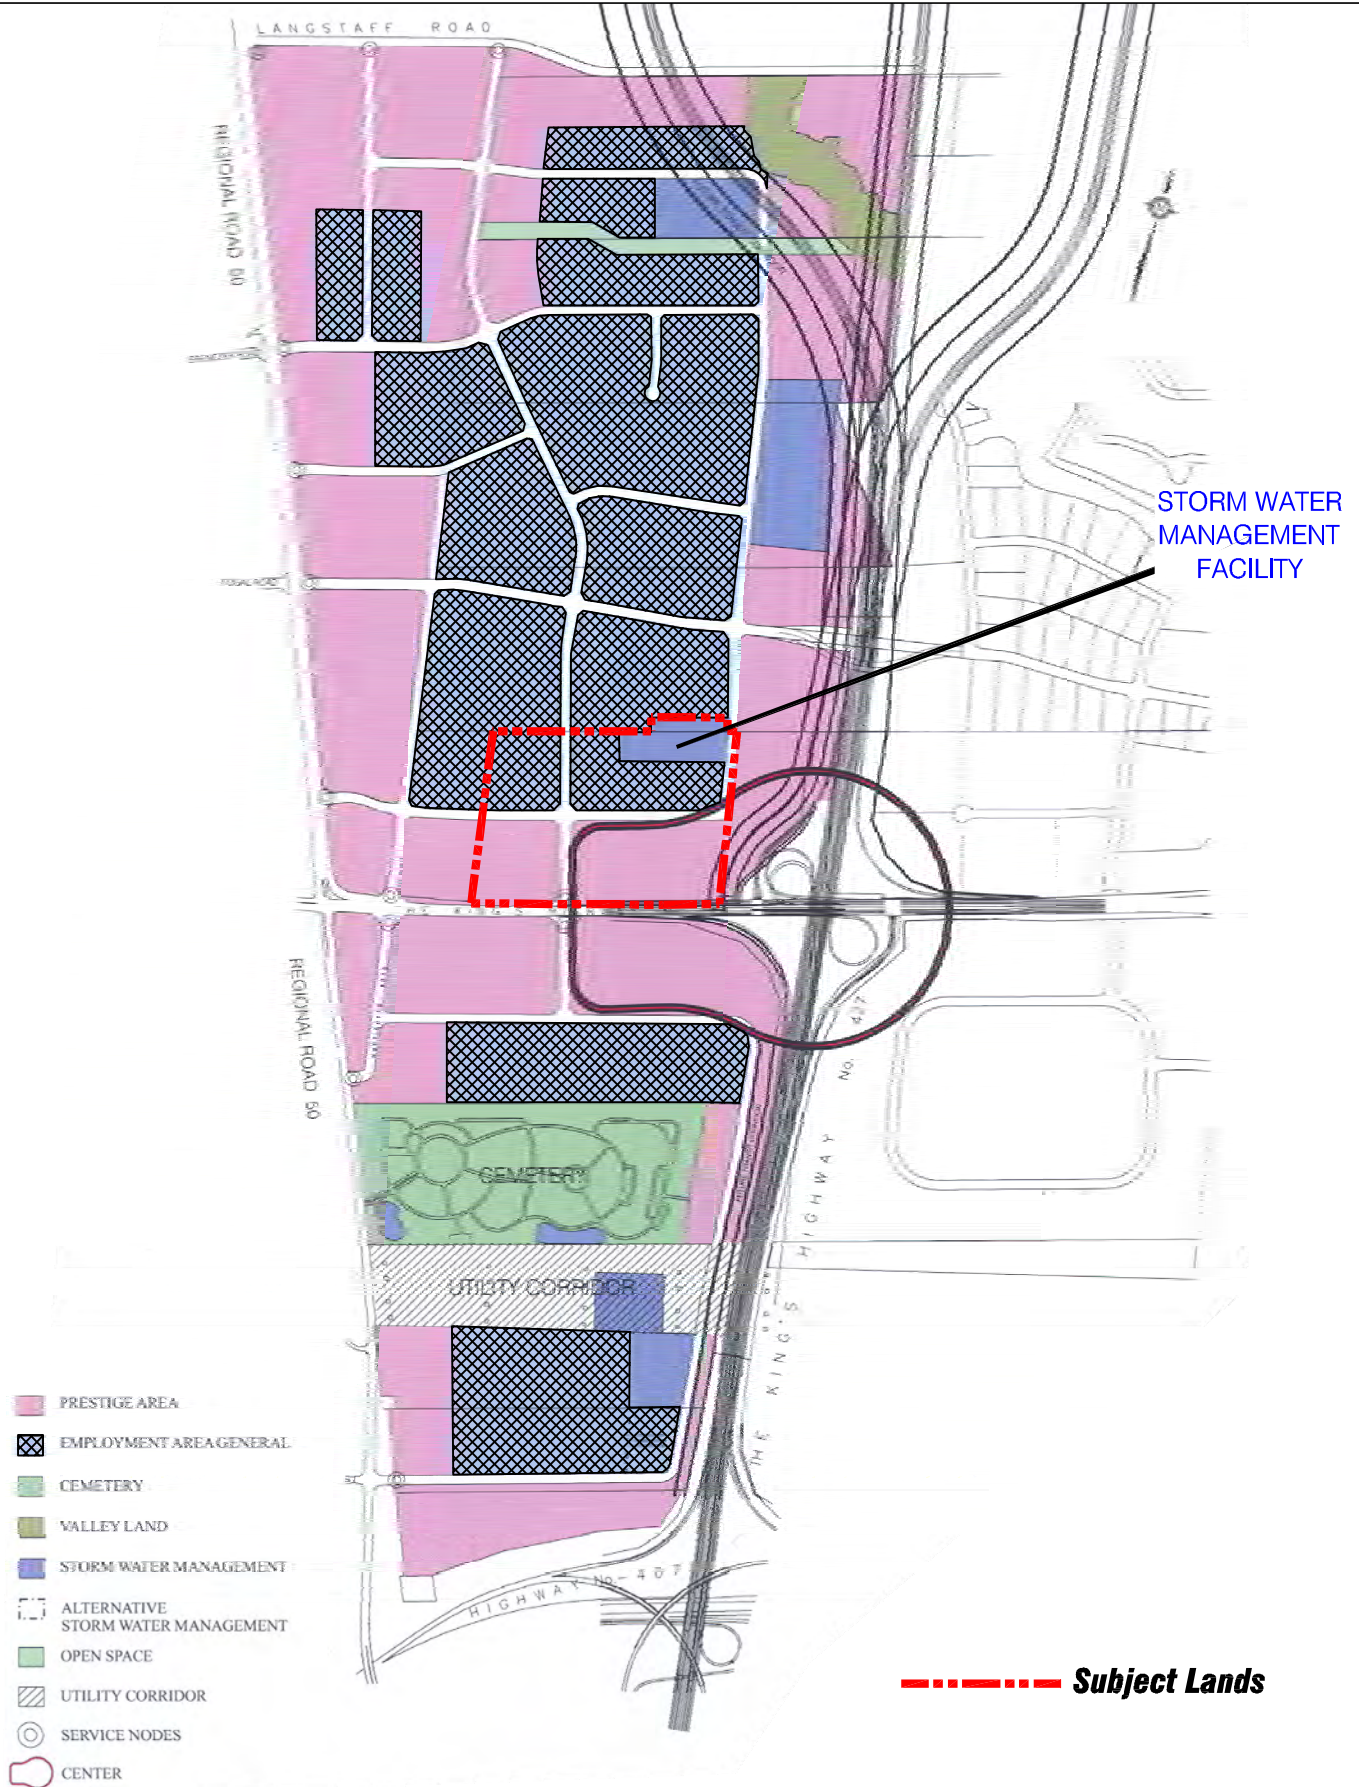 LANGSTAFF ROAD
REGIONAL ROAD 50
STORM WATER
MANAGEMENT
FACILITY
REGIONAL ROAD 50
No. 427
HIGHWAY
THE KING'S
CEMETERY
UTILITY CORRIDOR
PRESTIGE AREA
EMPLOYMENT AREA GENERAL
CEMETERY
VALLEY LAND
STORM WATER MANAGEMENT
ALTERNATIVE
STORM WATER MANAGEMENT
OPEN SPACE
UTILITY CORRIDOR
SERVICE NODES
CENTER
HIGHWAY No-407
Subject Lands